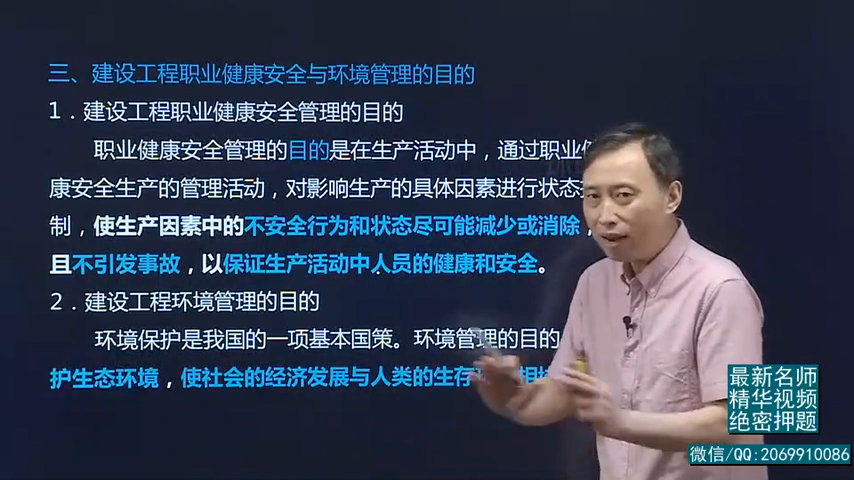 三、建设工程职业健康安全与环境管理的目的
1．建设工程职业健康安全管理的目的
职业健康安全管理的目的是在生产活动中，通过职业
康安全生产的管理活动，对影响生产的具体因素进行状态
制，使生产因素中的不安全行为和状态尽可能减少或消除，
且不引发事故，以保证生产活动中人员的健康和安全。
2．建设工程环境管理的目的
环境保护是我国的一项基本国策。环境管理的目的
护生态环境，使社会的经济发展与人类的生存
最新名师
精华视频
绝密押题
微信/QQ:2069910086